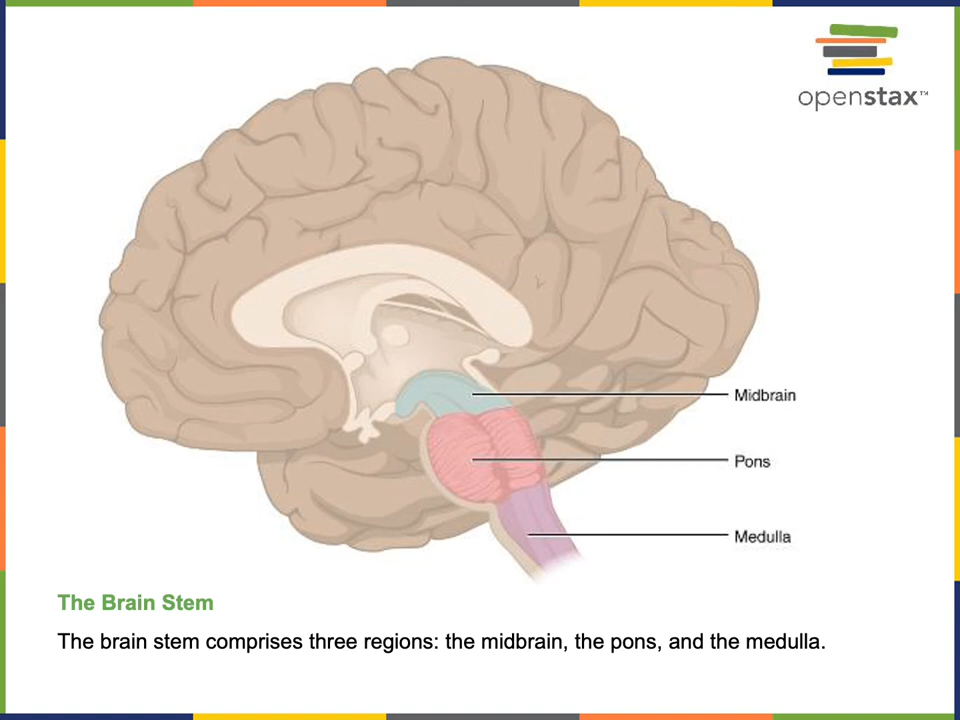 openstax™
Midbrain
Pons
Medulla
The Brain Stem
The brain stem comprises three regions: the midbrain, the pons, and the medulla.